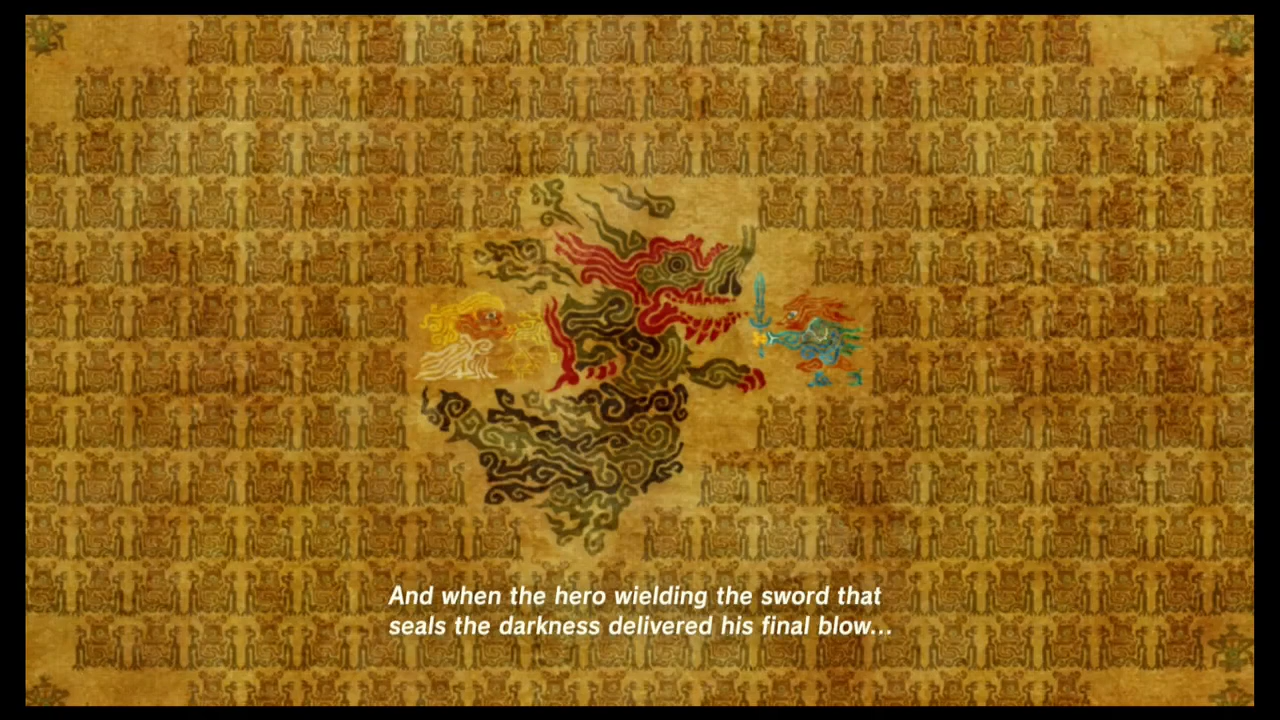 And when the hero wielding the sword that
seals the darkness delivered his final blow...